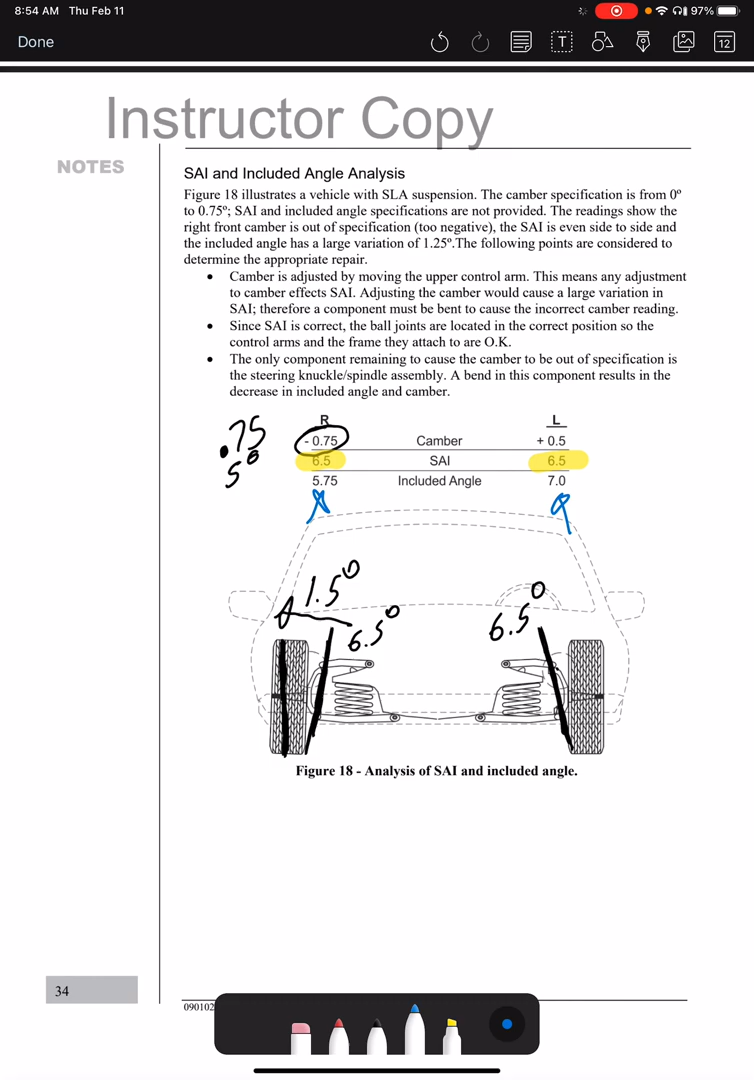 8:54 AM Thu Feb 11
97%
Done
T
12
Instructor Copy
NOTES
SAI and Included Angle Analysis
Figure 18 illustrates a vehicle with SLA suspension. The camber specification is from 0º
to 0.75º; SAI and included angle specifications are not provided. The readings show the
right front camber is out of specification (too negative), the SAI is even side to side and
the included angle has a large variation of 1.25º.The following points are considered to
determine the appropriate repair.
• Camber is adjusted by moving the upper control arm. This means any adjustment
to camber effects SAI. Adjusting the camber would cause a large variation in
SAI; therefore a component must be bent to cause the incorrect camber reading.
• Since SAI is correct, the ball joints are located in the correct position so the
control arms and the frame they attach to are O.K.
• The only component remaining to cause the camber to be out of specification is
the steering knuckle/spindle assembly. A bend in this component results in the
decrease in included angle and camber.
R L
.75
- 0.75 Camber + 0.5
5º
6.5 SAI 6.5
5.75 Included Angle 7.0
1.5º
6.5º
6.5º
Figure 18 - Analysis of SAI and included angle.
34
090102